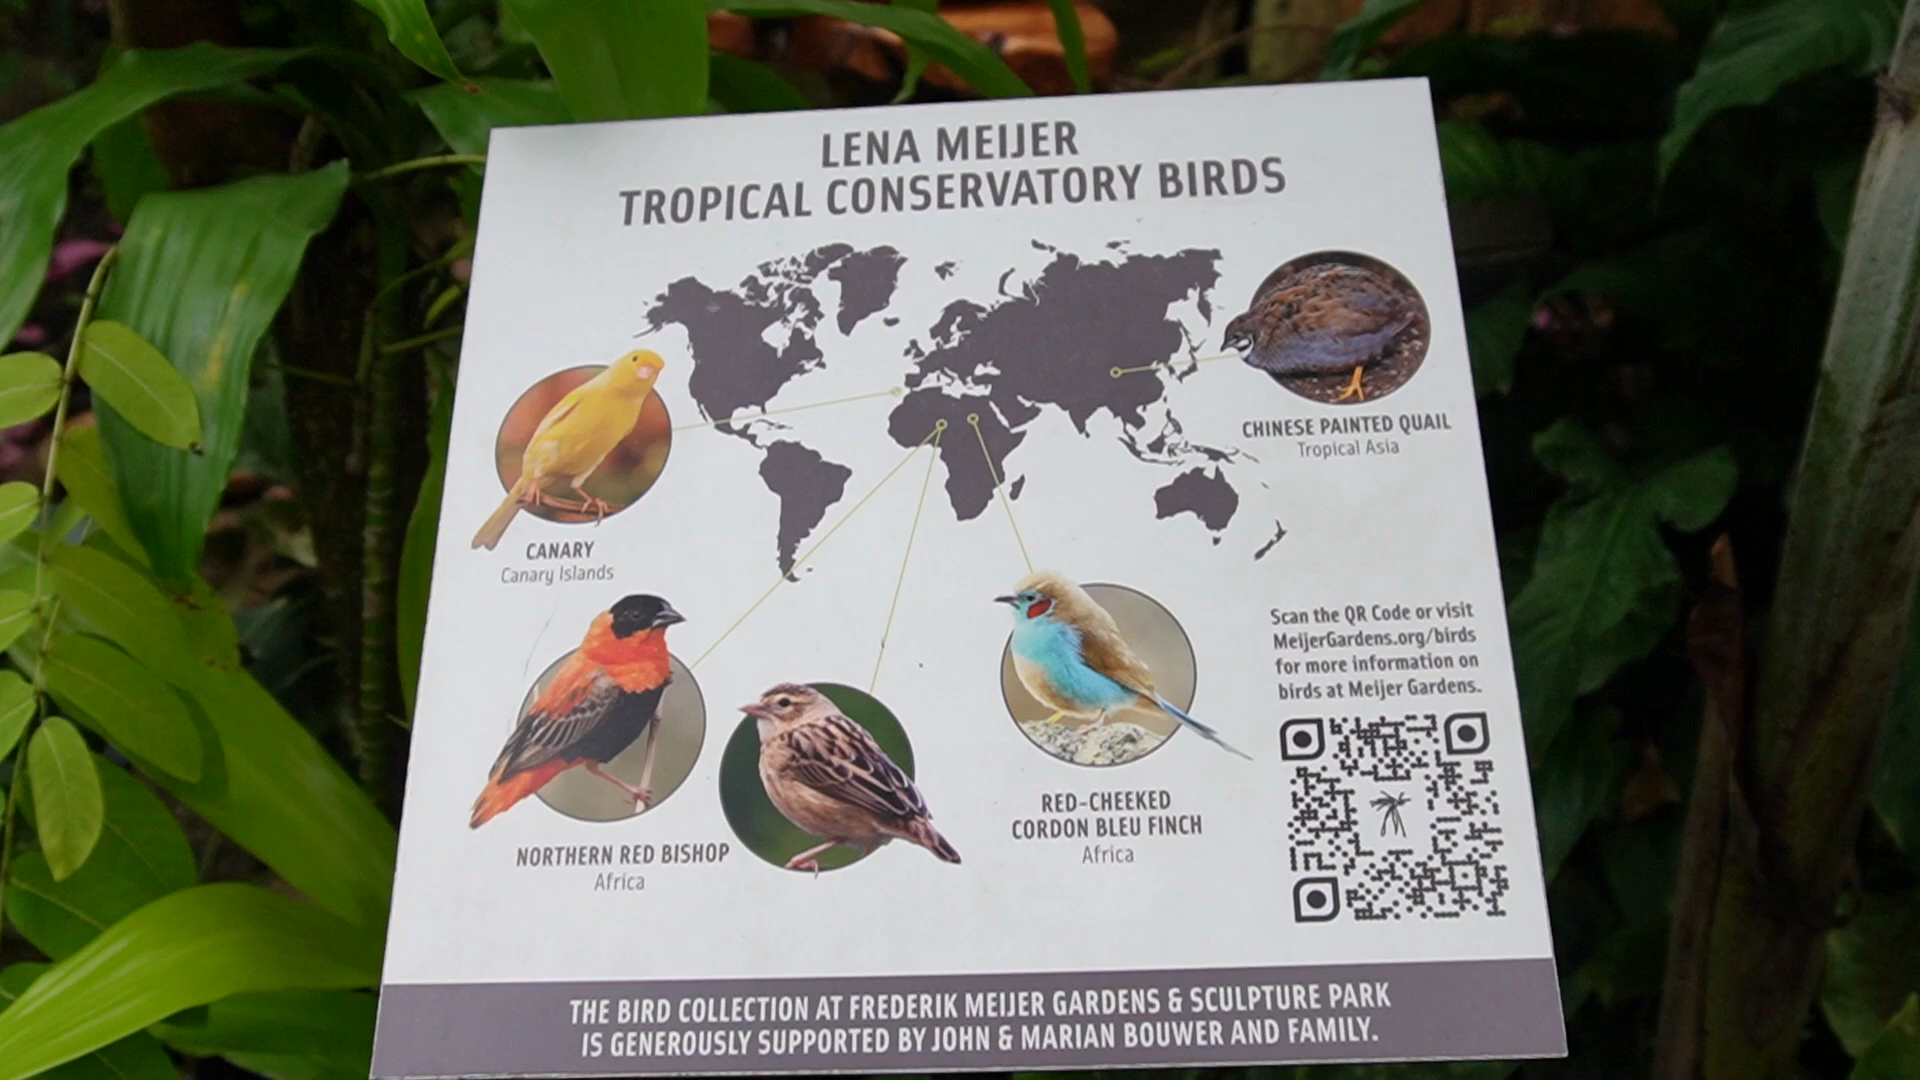 LENA MEIJER
TROPICAL CONSERVATORY BIRDS
CHINESE PAINTED QUAIL
Tropical Asia
CANARY
Canary Islands
NORTHERN RED BISHOP
Africa
RED-CHEEKED
CORDON BLEU FINCH
Africa
Scan the QR Code or visit
MeijerGardens.org/birds
for more information on
birds at Meijer Gardens.
THE BIRD COLLECTION AT FREDERIK MEIJER GARDENS & SCULPTURE PARK
IS GENEROUSLY SUPPORTED BY JOHN & MARIAN BOUWER AND FAMILY.